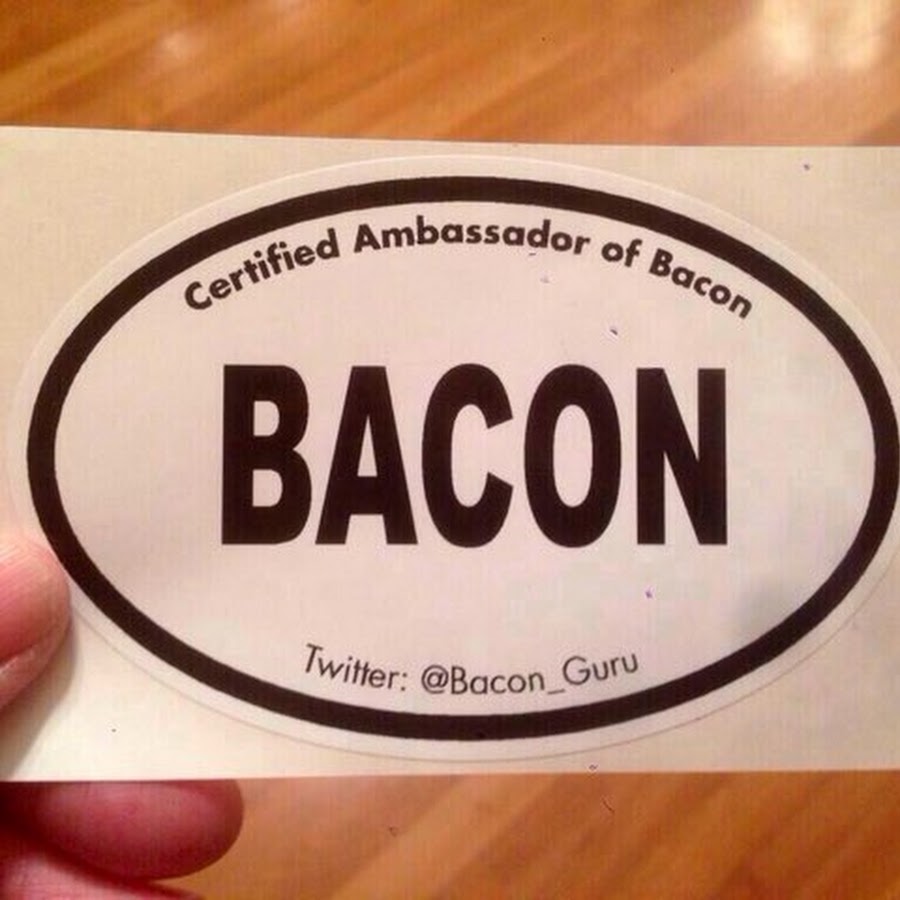 Certified Ambassador of Bacon
BACON
Twitter: @Bacon_Guru